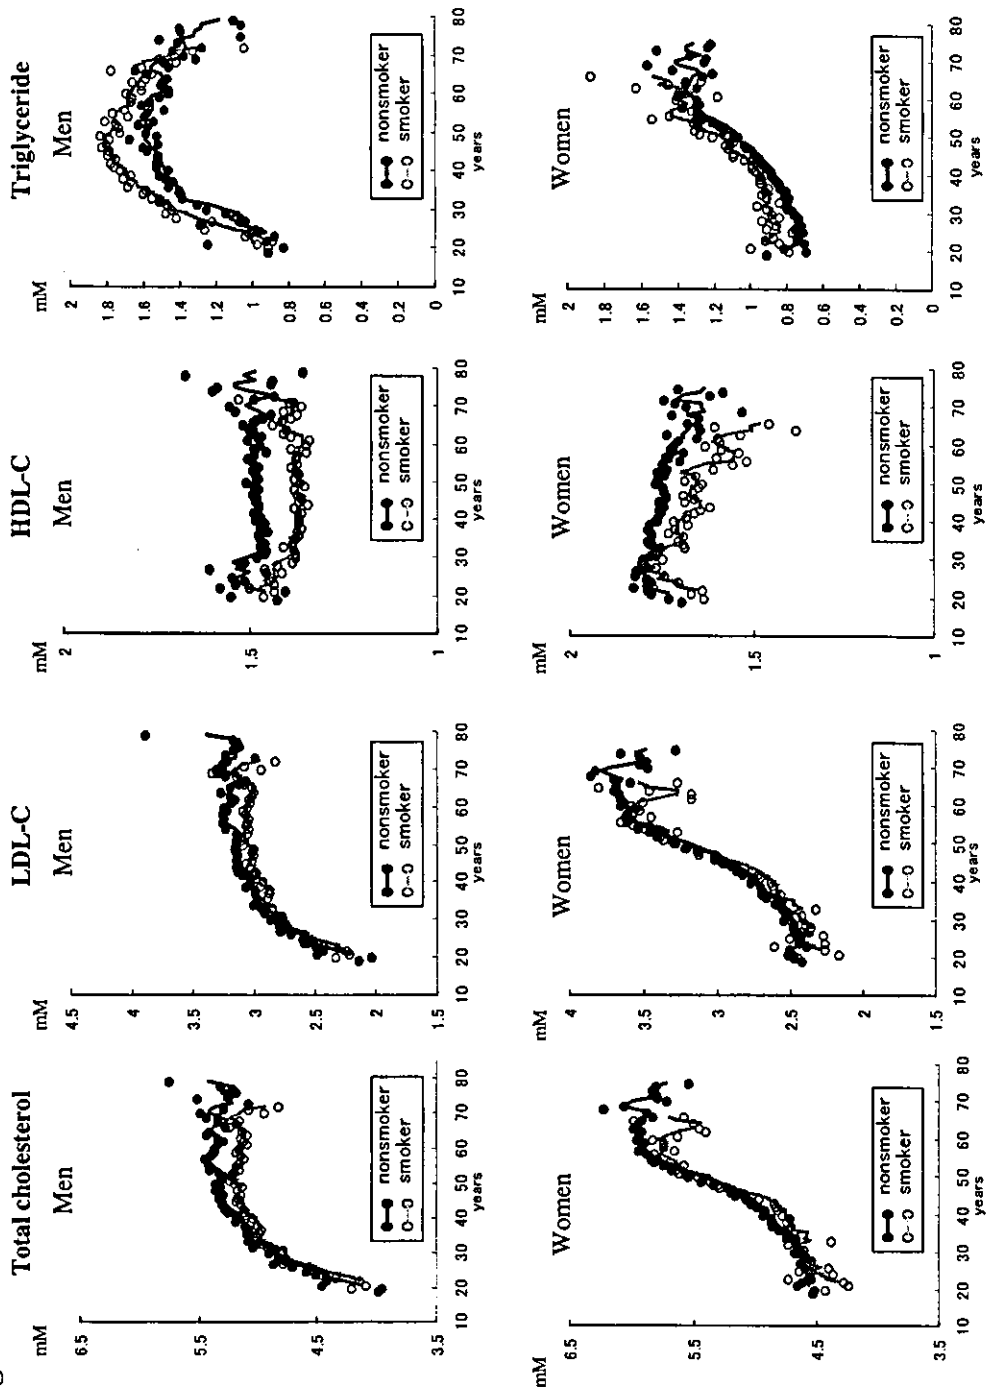 Total cholesterol
Men
mM
6.5
5.5
4.5
3.5
nonsmoker
smoker
10 20 30 40 50 60 70 80
years
LDL-C
Men
mM
4.5
4
3.5
3
2.5
2
1.5
nonsmoker
smoker
10 20 30 40 50 60 70 80
years
HDL-C
Men
mM
2
1.5
1
nonsmoker
smoker
10 20 30 40 50 60 70 80
years
Triglyceride
Men
mM
2
1.8
1.6
1.4
1.2
1
0.8
0.6
0.4
0.2
0
nonsmoker
smoker
10 20 30 40 50 60 70 80
years
Women
mM
6.5
5.5
4.5
3.5
nonsmoker
smoker
10 20 30 40 50 60 70 80
years
Women
mM
4
3.5
3
2.5
2
1.5
nonsmoker
smoker
10 20 30 40 50 60 70 80
years
Women
mM
2
1.5
1
nonsmoker
smoker
10 20 30 40 50 60 70 80
years
Women
mM
2
1.8
1.6
1.4
1.2
1
0.8
0.6
0.4
0.2
0
nonsmoker
smoker
10 20 30 40 50 60 70 80
years